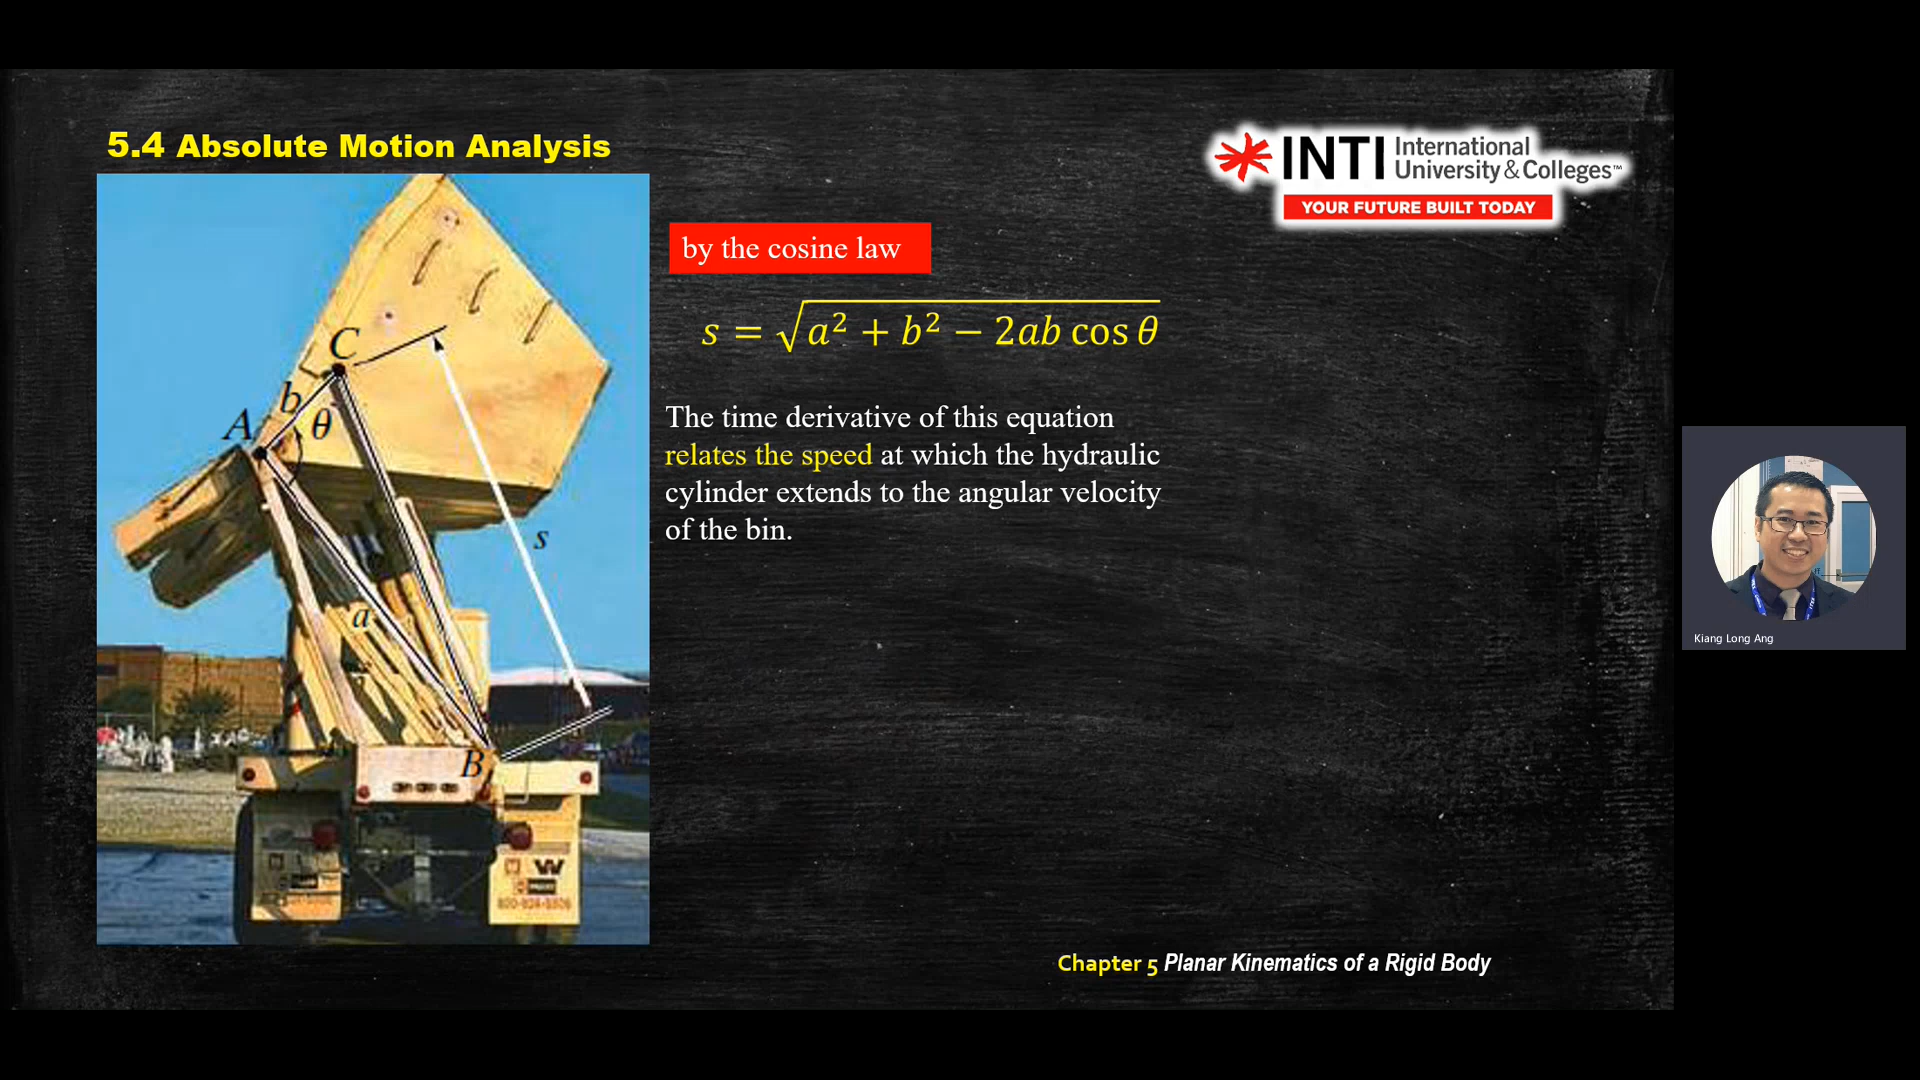 5.4 Absolute Motion Analysis
INTI International
University & Colleges™
YOUR FUTURE BUILT TODAY
by the cosine law
s = √a² + b² − 2ab cos θ
The time derivative of this equation
relates the speed at which the hydraulic
cylinder extends to the angular velocity
of the bin.
C
b
A
θ
s
a
B
W
Kiang Long Ang
Chapter 5 Planar Kinematics of a Rigid Body